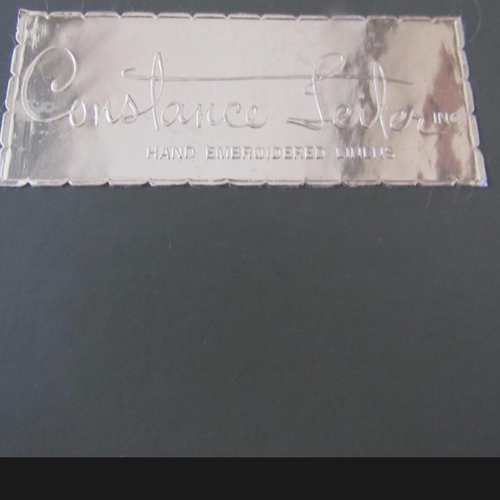 Constance Leiter INC
HAND EMBROIDERED LINENS